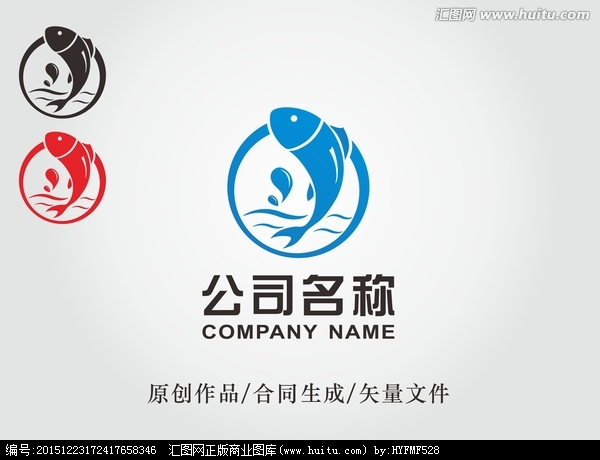 汇图网 www.huitu.com
公司名称
COMPANY NAME
原创作品/合同生成/矢量文件
编号:20151223172417658346 汇图网正版商业图库:www.huitu.com by:HYFMF528